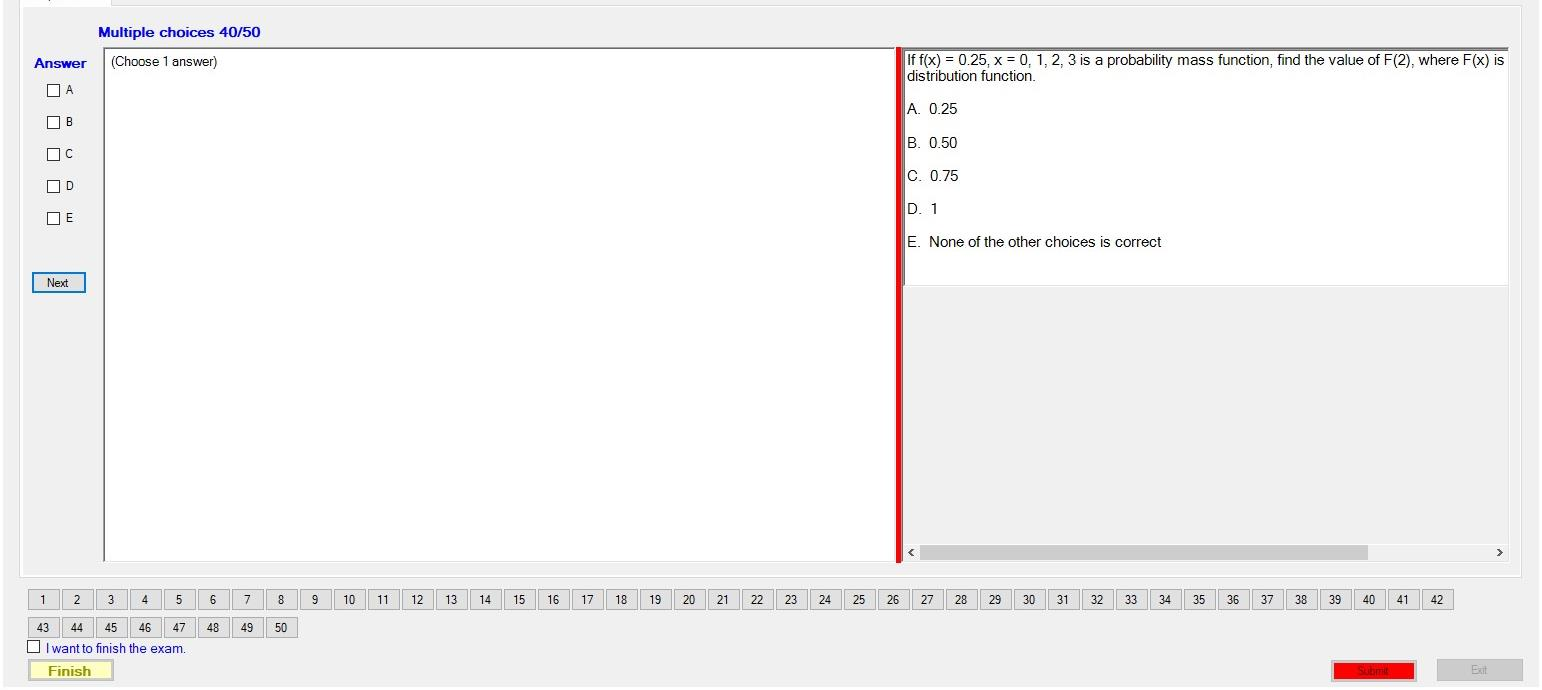 Multiple choices 40/50
Answer
(Choose 1 answer)
A
B
C
D
E
Next
If f(x) = 0.25, x = 0, 1, 2, 3 is a probability mass function, find the value of F(2), where F(x) is
distribution function.
A. 0.25
B. 0.50
C. 0.75
D. 1
E. None of the other choices is correct
< >
1 2 3 4 5 6 7 8 9 10 11 12 13 14 15 16 17 18 19 20 21 22 23 24 25 26 27 28 29 30 31 32 33 34 35 36 37 38 39 40 41 42
43 44 45 46 47 48 49 50
I want to finish the exam.
Finish
Submit
Exit